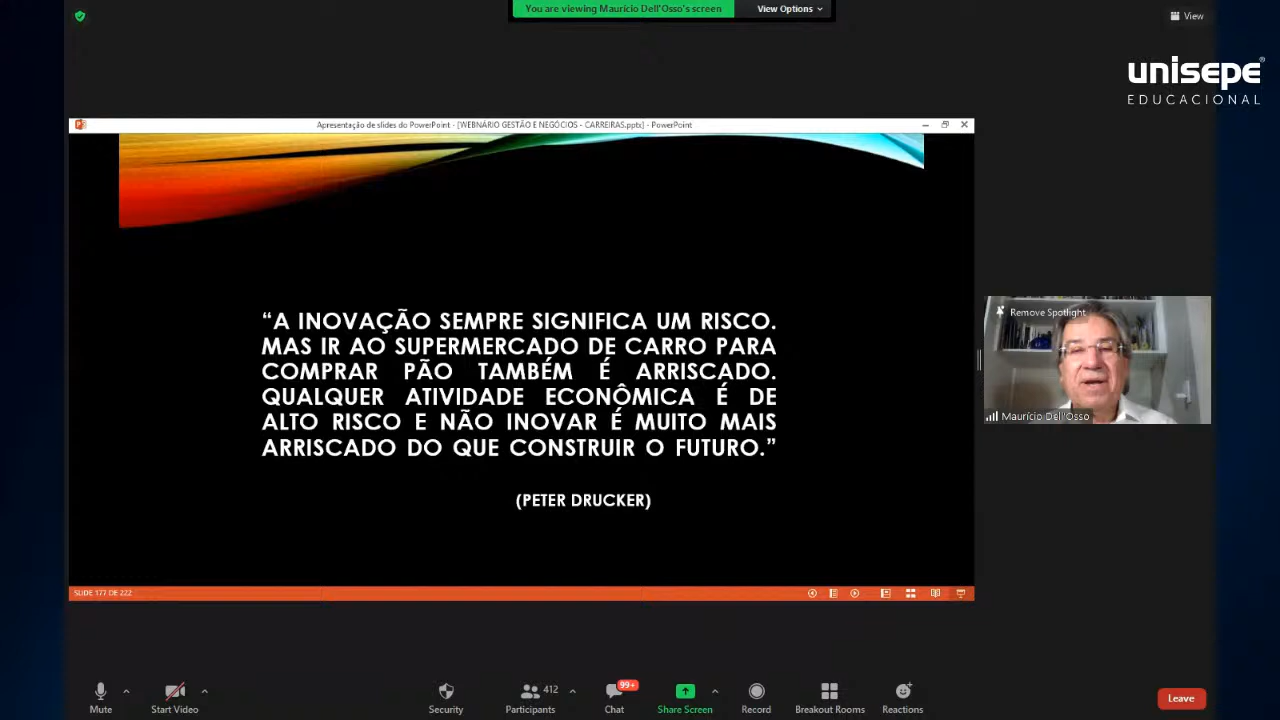 You are viewing Maurício Dell'Osso's screen
View Options
View
unisepe
EDUCACIONAL
Apresentação de slides do PowerPoint - [WEBNÁRIO GESTÃO E NEGÓCIOS - CARREIRAS.pptx] - PowerPoint
“A INOVAÇÃO SEMPRE SIGNIFICA UM RISCO.
MAS IR AO SUPERMERCADO DE CARRO PARA
COMPRAR PÃO TAMBÉM É ARRISCADO.
QUALQUER ATIVIDADE ECONÔMICA É DE
ALTO RISCO E NÃO INOVAR É MUITO MAIS
ARRISCADO DO QUE CONSTRUIR O FUTURO.”
(PETER DRUCKER)
Remove Spotlight
Maurício Dell'Osso
SLIDE 177 DE 222
Mute
Start Video
Security
412
Participants
99+
Chat
Share Screen
Record
Breakout Rooms
Reactions
Leave